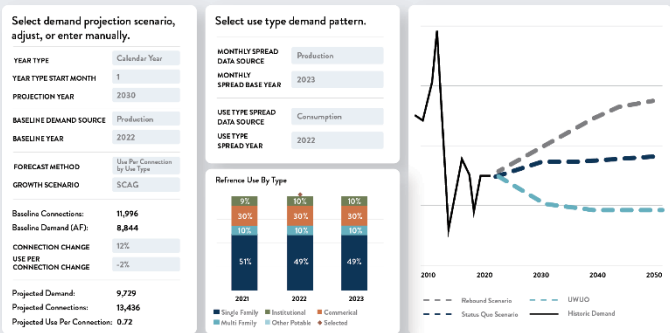 Select demand projection scenario,
adjust, or enter manually.
YEAR TYPE Calendar Year
YEAR TYPE START MONTH 1
PROJECTION YEAR 2030
BASELINE DEMAND SOURCE Production
BASELINE YEAR 2022
FORECAST METHOD Use Per Connection
by Use Type
GROWTH SCENARIO SCAG
Baseline Connections: 11,996
Baseline Demand (AF): 8,844
CONNECTION CHANGE 12%
USE PER
CONNECTION CHANGE -2%
Projected Demand: 9,729
Projected Connections: 13,436
Projected Use Per Connection: 0.72
Select use type demand pattern.
MONTHLY SPREAD
DATA SOURCE Production
MONTHLY
SPREAD BASE YEAR 2023
USE TYPE SPREAD
DATA SOURCE Consumption
USE TYPE
SPREAD YEAR 2022
Refrence Use By Type
9% 10% 10%
30% 30% 30%
10% 10% 10%
51% 49% 49%
2021 2022 2023
Single Family Institutional Commerical
Multi Family Other Potable Selected
2010 2020 2030 2040 2050
Rebound Scenario UWUO
Status Que Scenario Historic Demand